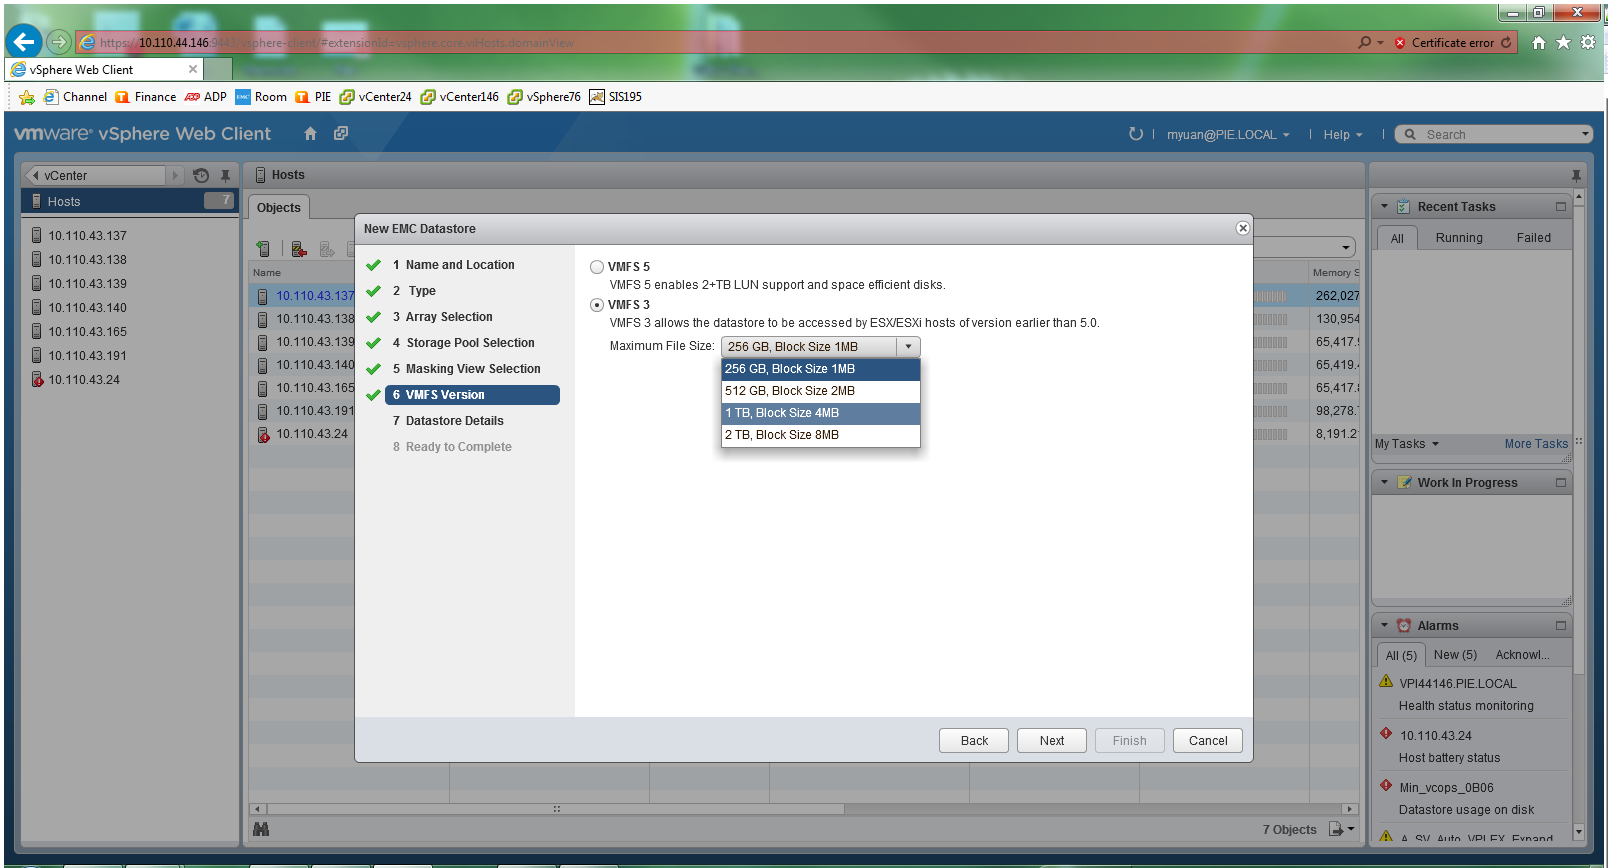 https://10.110.44.146:9443/vsphere-client/#extensionId=vsphere.core.viHosts.domainView
Certificate error
vSphere Web Client
Channel Finance ADP Room PIE vCenter24 vCenter146 vSphere76 SIS195
vmware® vSphere Web Client
myuan@PIE.LOCAL
Help
Search
vCenter
Hosts 7
10.110.43.137
10.110.43.138
10.110.43.139
10.110.43.140
10.110.43.165
10.110.43.191
10.110.43.24
Hosts
Objects
Name
Memory S
10.110.43.137 262,027
10.110.43.138 130,954
10.110.43.139 65,417.
10.110.43.140 65,419.
10.110.43.165 65,417.
10.110.43.191 98,278.
10.110.43.24 8,191.2
7 Objects
New EMC Datastore
1 Name and Location
2 Type
3 Array Selection
4 Storage Pool Selection
5 Masking View Selection
6 VMFS Version
7 Datastore Details
8 Ready to Complete
VMFS 5
VMFS 5 enables 2+TB LUN support and space efficient disks.
VMFS 3
VMFS 3 allows the datastore to be accessed by ESX/ESXi hosts of version earlier than 5.0.
Maximum File Size: 256 GB, Block Size 1MB
256 GB, Block Size 1MB
512 GB, Block Size 2MB
1 TB, Block Size 4MB
2 TB, Block Size 8MB
Back Next Finish Cancel
Recent Tasks
All Running Failed
My Tasks More Tasks
Work In Progress
Alarms
All (5) New (5) Acknowl...
VPI44146.PIE.LOCAL
Health status monitoring
10.110.43.24
Host battery status
Min_vcops_0B06
Datastore usage on disk
A_SV_Auto_VPLEX_Expand